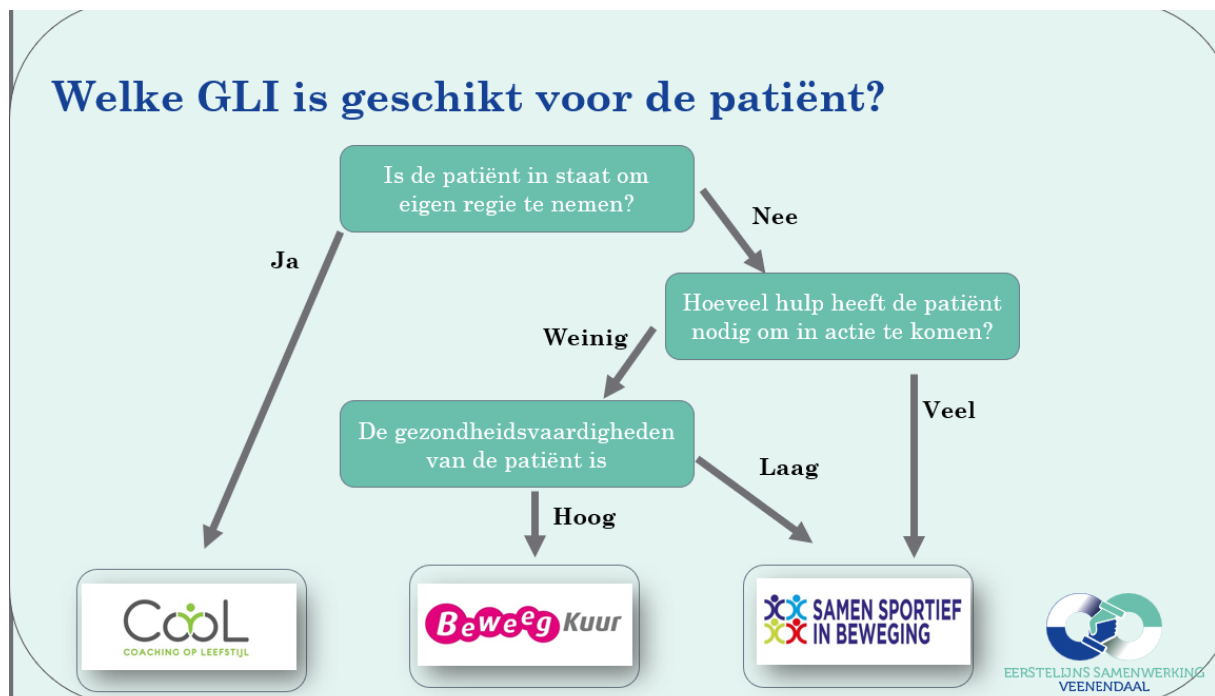 Welke GLI is geschikt voor de patiënt?
Is de patiënt in staat om
eigen regie te nemen?
Ja
Nee
Hoeveel hulp heeft de patiënt
nodig om in actie te komen?
Weinig
Veel
De gezondheidsvaardigheden
van de patiënt is
Laag
Hoog
CooL
COACHING OP LEEFSTIJL
BeweegKuur
SAMEN SPORTIEF
IN BEWEGING
EERSTELIJNS SAMENWERKING
VEENENDAAL